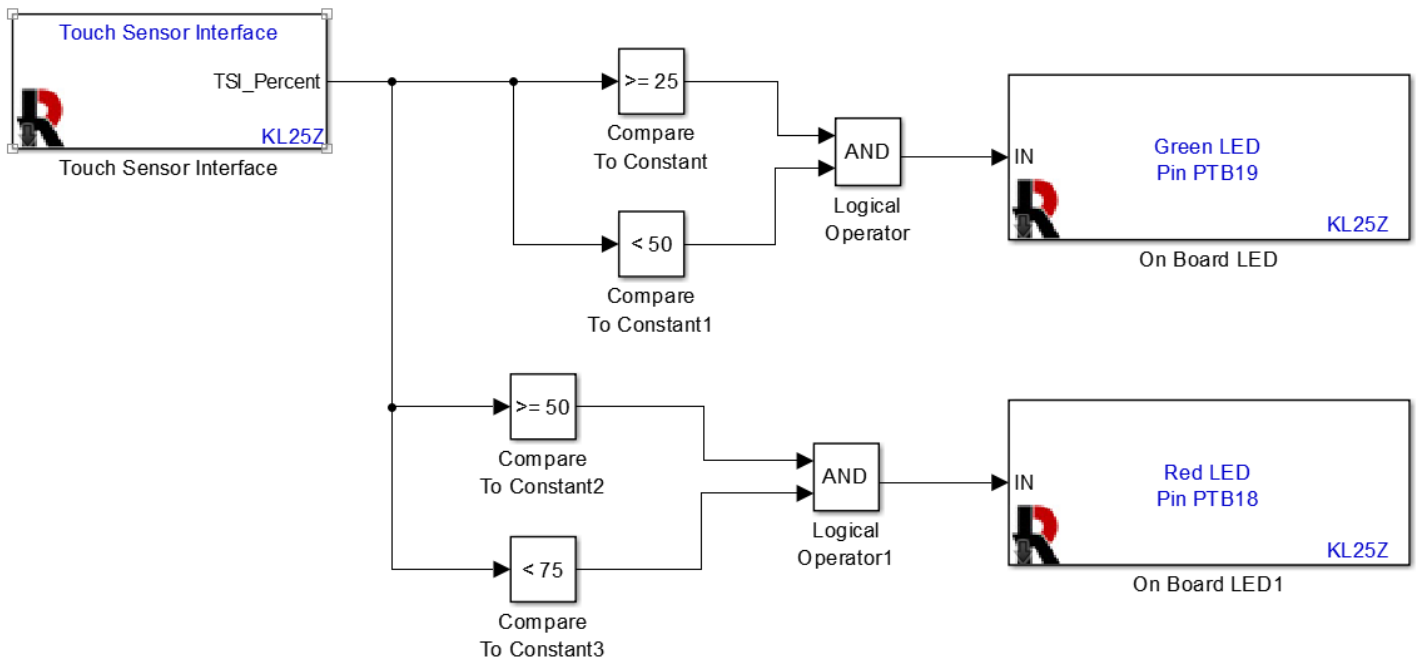 Touch Sensor Interface
TSI_Percent
KL25Z
Touch Sensor Interface
>= 25
Compare
To Constant
< 50
Compare
To Constant1
AND
Logical
Operator
IN
Green LED
Pin PTB19
KL25Z
On Board LED
>= 50
Compare
To Constant2
< 75
Compare
To Constant3
AND
Logical
Operator1
IN
Red LED
Pin PTB18
KL25Z
On Board LED1